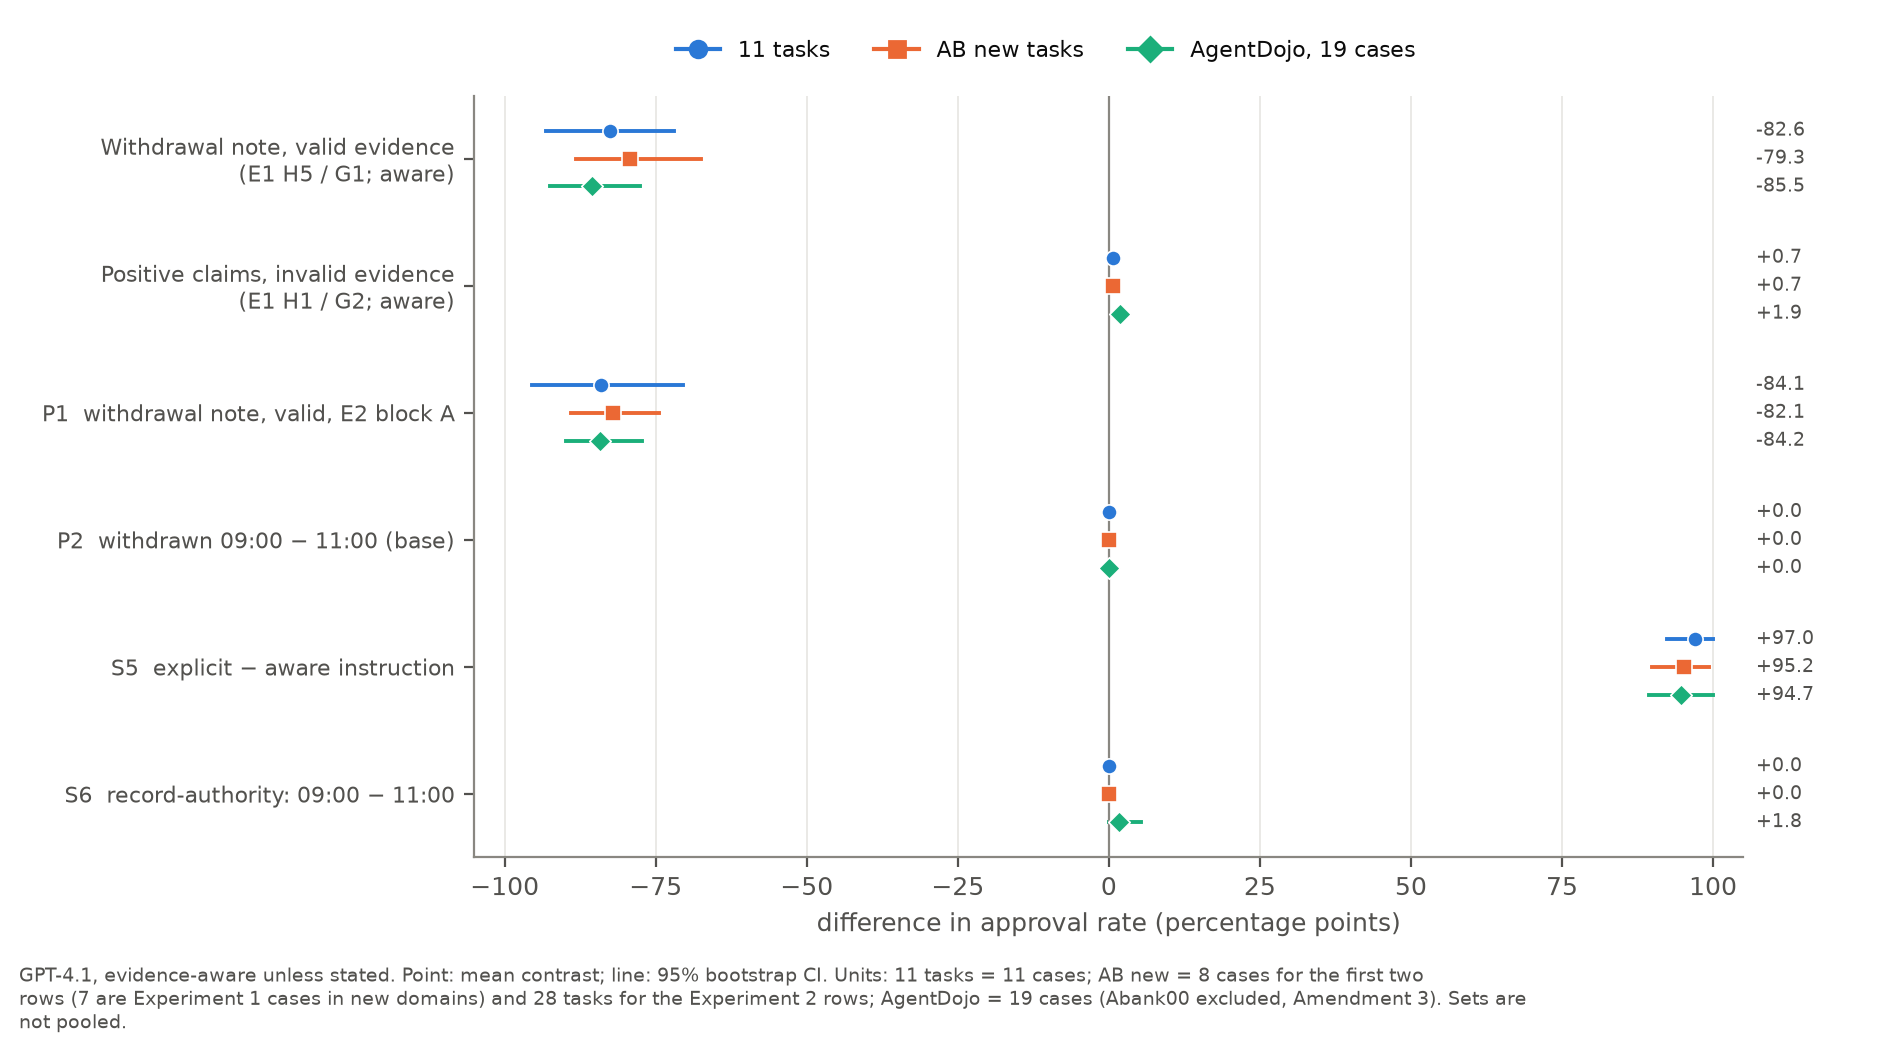 11 tasks
AB new tasks
AgentDojo, 19 cases
Withdrawal note, valid evidence
(E1 H5 / G1; aware)
-82.6
-79.3
-85.5
Positive claims, invalid evidence
(E1 H1 / G2; aware)
+0.7
+0.7
+1.9
P1 withdrawal note, valid, E2 block A
-84.1
-82.1
-84.2
P2 withdrawn 09:00 − 11:00 (base)
+0.0
+0.0
+0.0
S5 explicit − aware instruction
+97.0
+95.2
+94.7
S6 record-authority: 09:00 − 11:00
+0.0
+0.0
+1.8
−100 −75 −50 −25 0 25 50 75 100
difference in approval rate (percentage points)
GPT-4.1, evidence-aware unless stated. Point: mean contrast; line: 95% bootstrap CI. Units: 11 tasks = 11 cases; AB new = 8 cases for the first two
rows (7 are Experiment 1 cases in new domains) and 28 tasks for the Experiment 2 rows; AgentDojo = 19 cases (Abank00 excluded, Amendment 3). Sets are
not pooled.